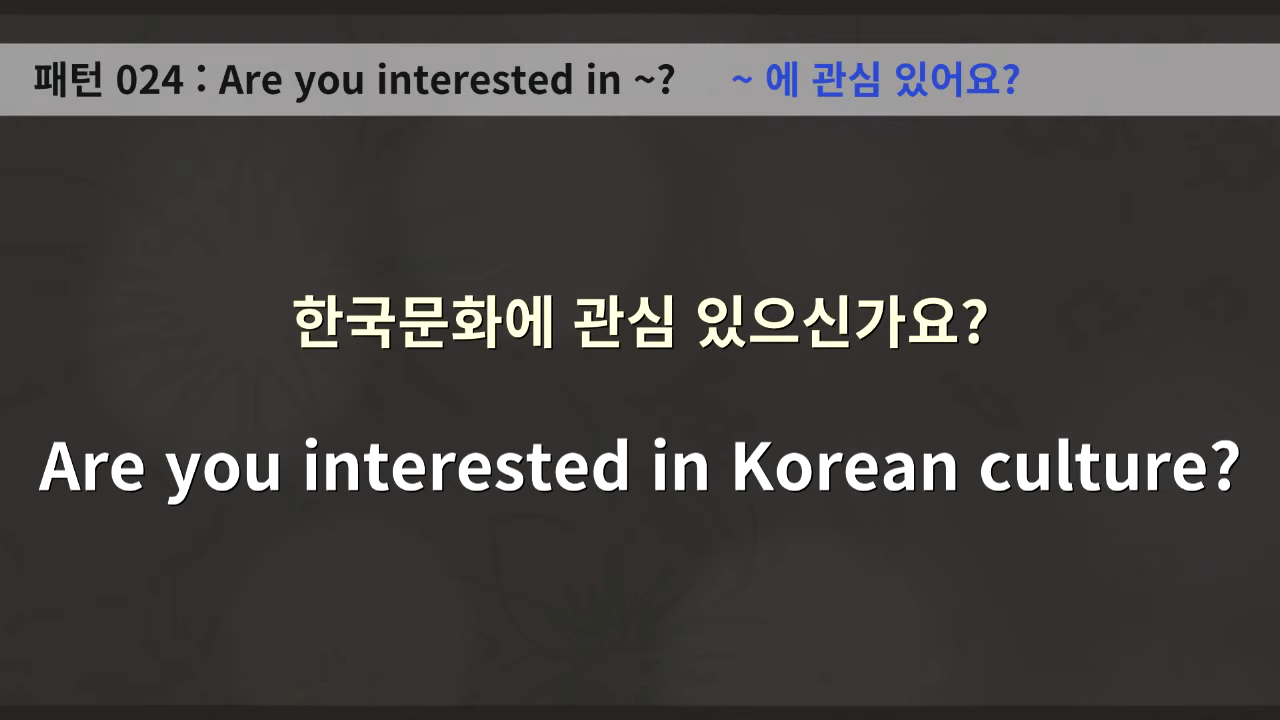 패턴 024 : Are you interested in ~? ~ 에 관심 있어요?
한국문화에 관심 있으신가요?
Are you interested in Korean culture?